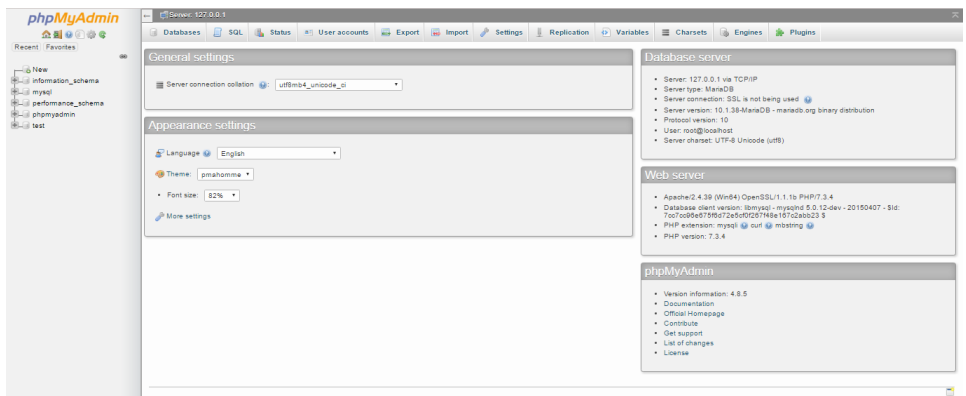 phpMyAdmin
Recent Favorites
New
information_schema
mysql
performance_schema
phpmyadmin
test
Server: 127.0.0.1
Databases SQL Status User accounts Export Import Settings Replication Variables Charsets Engines Plugins
General settings
Server connection collation : utf8mb4_unicode_ci
Appearance settings
Language English
Theme: pmahomme
Font size: 82%
More settings
Database server
Server: 127.0.0.1 via TCP/IP
Server type: MariaDB
Server connection: SSL is not being used
Server version: 10.1.38-MariaDB - mariadb.org binary distribution
Protocol version: 10
User: root@localhost
Server charset: UTF-8 Unicode (utf8)
Web server
Apache/2.4.39 (Win64) OpenSSL/1.1.1b PHP/7.3.4
Database client version: libmysql - mysqlnd 5.0.12-dev - 20150407 - $Id:
7cc7cc96e675f6d72e5cf0f267f48e167c2abb23 $
PHP extension: mysqli curl mbstring
PHP version: 7.3.4
phpMyAdmin
Version information: 4.8.5
Documentation
Official Homepage
Contribute
Get support
List of changes
License